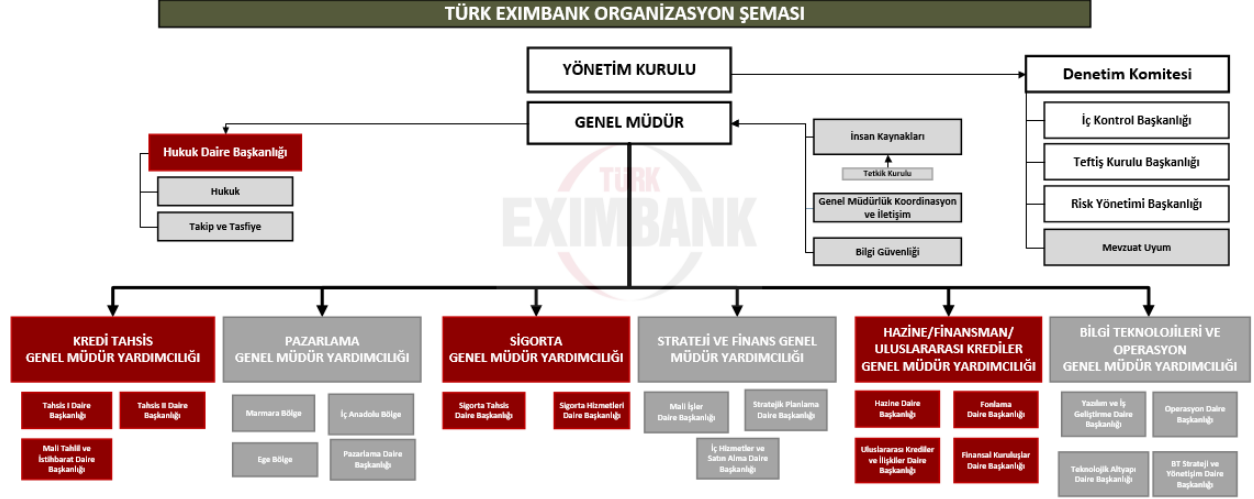 TÜRK EXIMBANK ORGANİZASYON ŞEMASI
YÖNETİM KURULU
Denetim Komitesi
GENEL MÜDÜR
İç Kontrol Başkanlığı
Teftiş Kurulu Başkanlığı
Risk Yönetimi Başkanlığı
Mevzuat Uyum
Hukuk Daire Başkanlığı
Hukuk
Takip ve Tasfiye
İnsan Kaynakları
Tetkik Kurulu
Genel Müdürlük Koordinasyon
ve İletişim
Bilgi Güvenliği
TÜRK
EXIMBANK
KREDİ TAHSİS
GENEL MÜDÜR YARDIMCILIĞI
Tahsis I Daire
Başkanlığı
Tahsis II Daire
Başkanlığı
Mali Tahlil ve
İstihbarat Daire
Başkanlığı
PAZARLAMA
GENEL MÜDÜR YARDIMCILIĞI
Marmara Bölge
İç Anadolu Bölge
Ege Bölge
Pazarlama Daire
Başkanlığı
SİGORTA
GENEL MÜDÜR YARDIMCILIĞI
Sigorta Tahsis
Daire Başkanlığı
Sigorta Hizmetleri
Daire Başkanlığı
STRATEJİ VE FİNANS GENEL
MÜDÜR YARDIMCILIĞI
Mali İşler
Daire Başkanlığı
Stratejik Planlama
Daire Başkanlığı
İç Hizmetler ve
Satın Alma Daire
Başkanlığı
HAZİNE/FİNANSMAN/
ULUSLARARASI KREDİLER
GENEL MÜDÜR YARDIMCILIĞI
Hazine Daire
Başkanlığı
Fonlama
Daire Başkanlığı
Uluslararası Krediler
ve İlişkiler Daire
Başkanlığı
Finansal Kuruluşlar
Daire Başkanlığı
BİLGİ TEKNOLOJİLERİ VE
OPERASYON
GENEL MÜDÜR YARDIMCILIĞI
Yazılım ve İş
Geliştirme Daire
Başkanlığı
Operasyon Daire
Başkanlığı
Teknolojik Altyapı
Daire Başkanlığı
BT Strateji ve
Yönetişim Daire
Başkanlığı